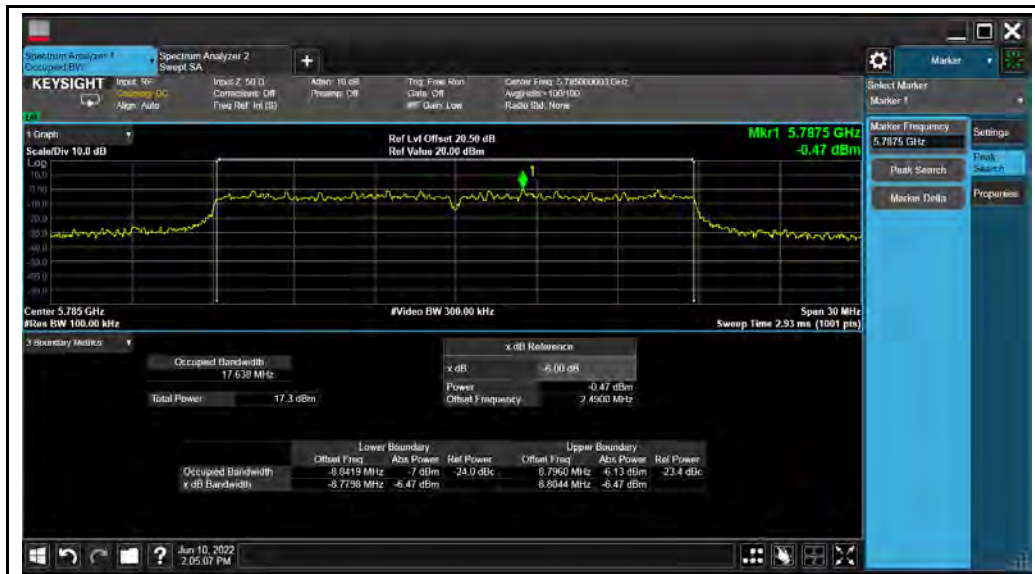 Spectrum Analyzer 1
Occupied BW
Spectrum Analyzer 2
Swept SA
+
Marker
KEYSIGHT
Input: RF
Coupling: DC
Align: Auto
Input Z: 50 Ω
Corrections: Off
Freq Ref: Int (S)
Atten: 10 dB
Preamp: Off
Trig: Free Run
Gate: Off
#IF Gain: Low
Center Freq: 5.785000000 GHz
Avg|Hold: 100/100
Radio Std: None
Select Marker
Marker 1
1 Graph
Scale/Div 10.0 dB
Ref Lvl Offset 20.50 dB
Ref Value 20.00 dBm
Mkr1 5.7875 GHz
-0.47 dBm
Marker Frequency
5.7875 GHz
Settings
Peak Search
Peak Search
Marker Delta
Properties
Log
10.0
0.00
1
Center 5.785 GHz
#Res BW 100.00 kHz
#Video BW 300.00 kHz
Span 30 MHz
Sweep Time 2.93 ms (1001 pts)
3 Boundary Metrics
Occupied Bandwidth
17.638 MHz
Total Power 17.3 dBm
x dB Reference
x dB -6.00 dB
Power -0.47 dBm
Offset Frequency 2.4900 MHz
Lower Boundary Upper Boundary
Offset Freq Abs Power Rel Power Offset Freq Abs Power Rel Power
Occupied Bandwidth -8.8419 MHz -7 dBm -24.0 dBc 8.7960 MHz -6.13 dBm -23.4 dBc
x dB Bandwidth -8.7798 MHz -6.47 dBm 8.8044 MHz -6.47 dBm
?
Jun 10, 2022
2:05:07 PM